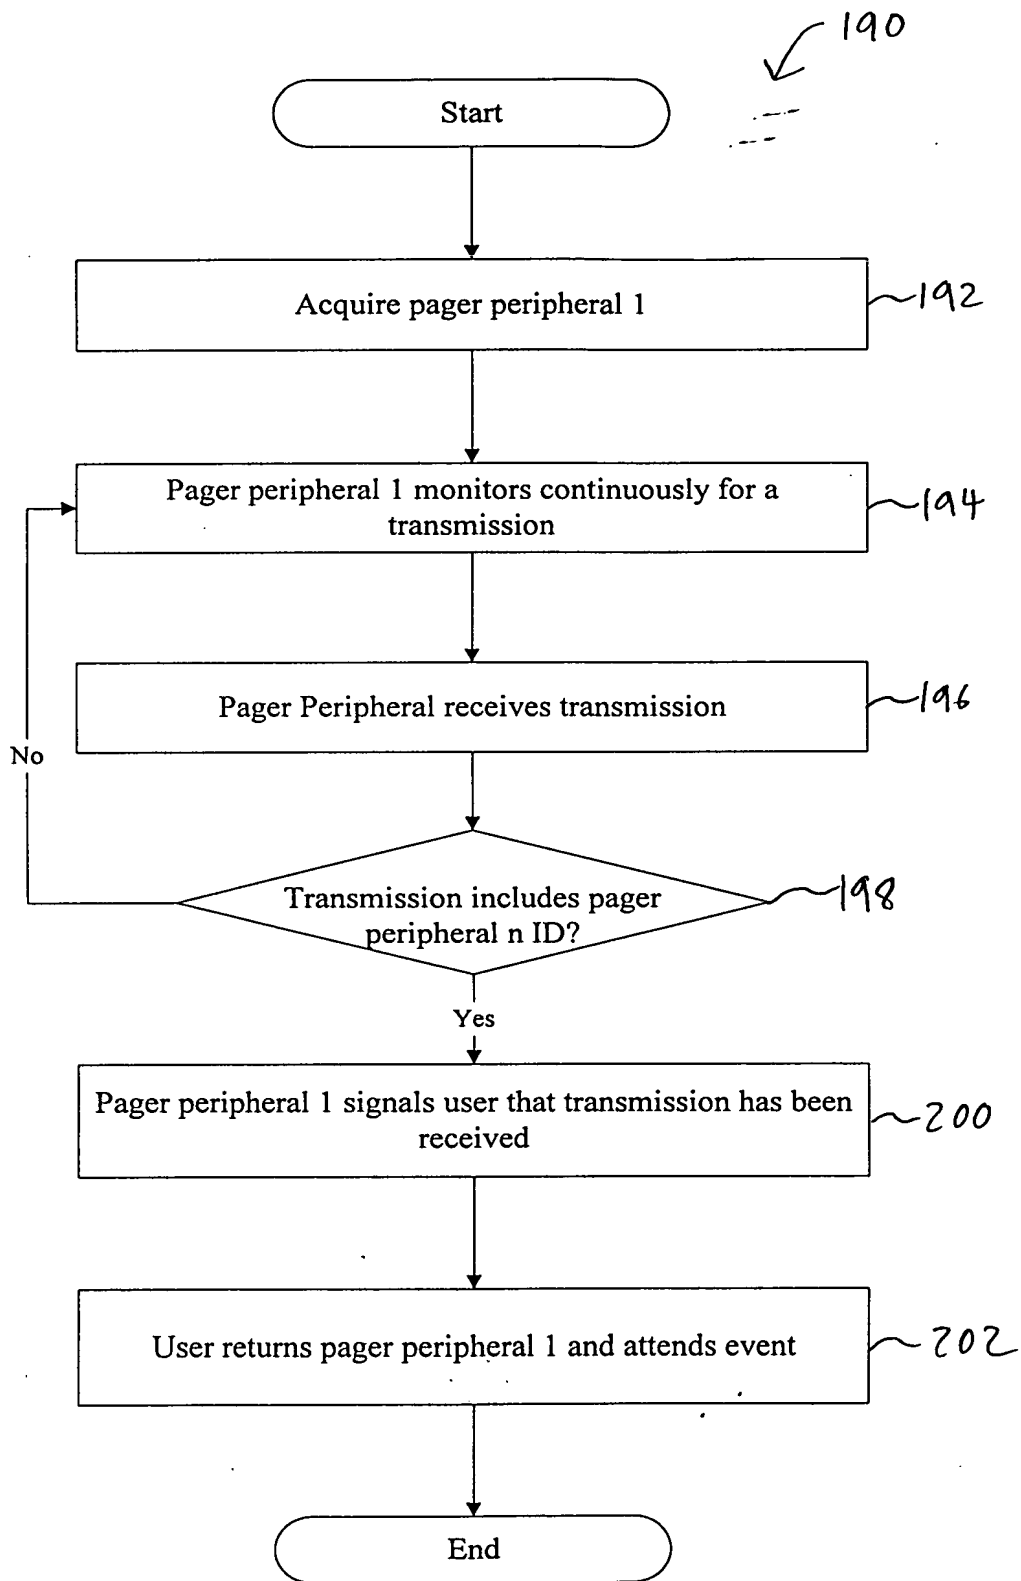 190
Start
Acquire pager peripheral 1
192
Pager peripheral 1 monitors continuously for a
transmission
194
Pager Peripheral receives transmission
196
No
Transmission includes pager
peripheral n ID?
198
Yes
Pager peripheral 1 signals user that transmission has been
received
200
User returns pager peripheral 1 and attends event
202
End